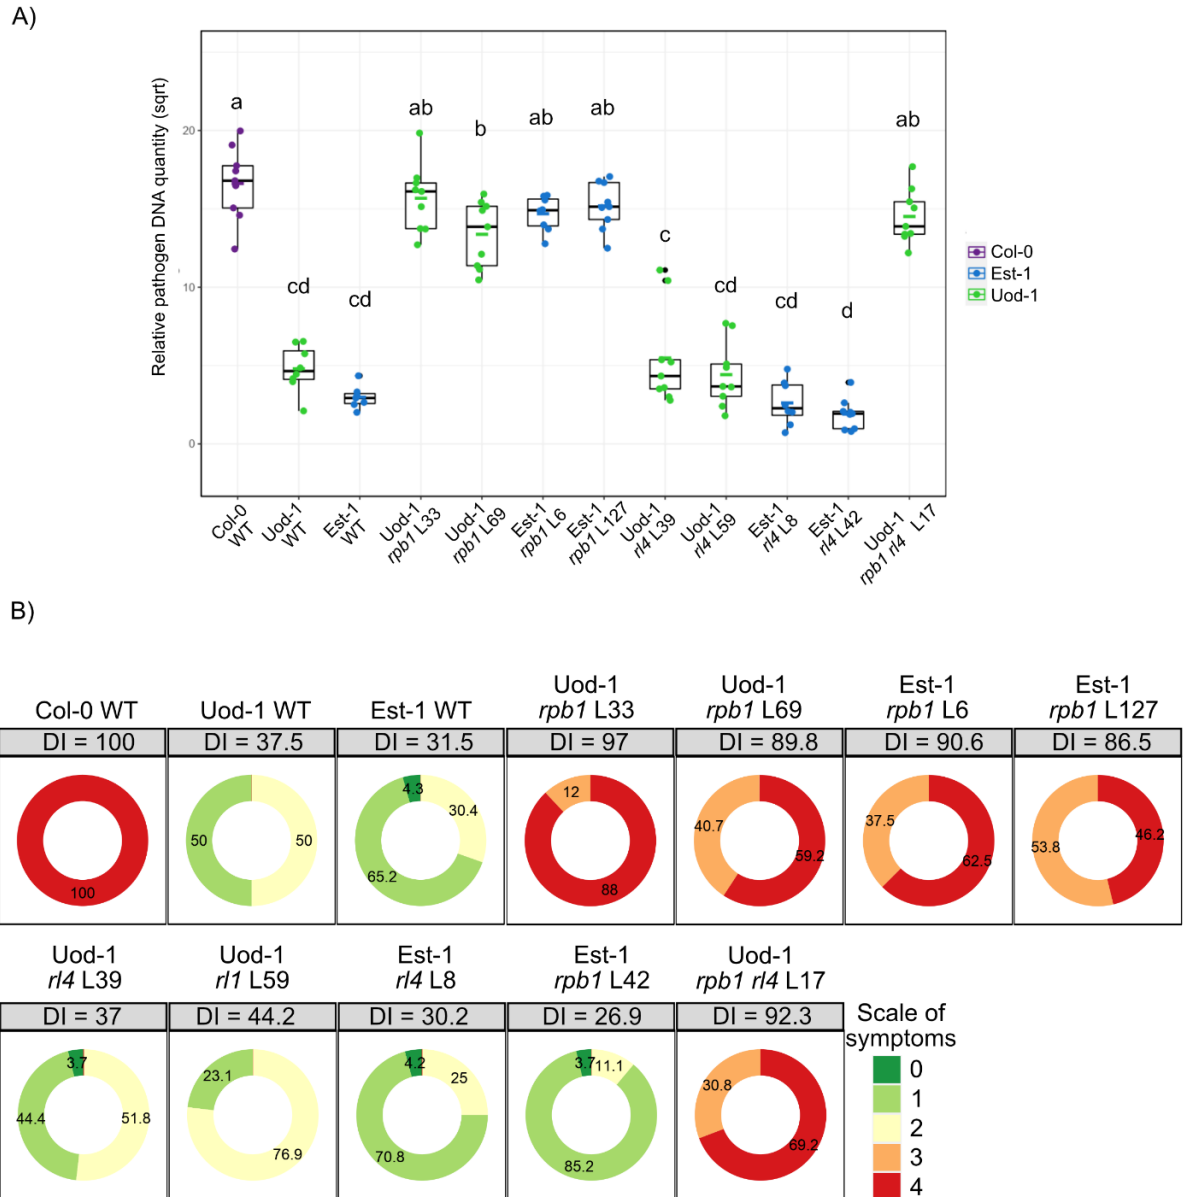 A)
Relative pathogen DNA quantity (sqrt)
20
10
0
a
cd
cd
ab
b
ab
ab
c
cd
cd
d
ab
Col-0
WT
Uod-1
WT
Est-1
WT
Uod-1
rpb1 L33
Uod-1
rpb1 L69
Est-1
rpb1 L6
Est-1
rpb1 L127
Uod-1
rl4 L39
Uod-1
rl4 L59
Est-1
rl4 L8
Est-1
rl4 L42
Uod-1
rpb1 rl4 L17
Col-0
Est-1
Uod-1
B)
Col-0 WT
DI = 100
100
Uod-1 WT
DI = 37.5
50
50
Est-1 WT
DI = 31.5
4.3
30.4
65.2
Uod-1
rpb1 L33
DI = 97
12
88
Uod-1
rpb1 L69
DI = 89.8
40.7
59.2
Est-1
rpb1 L6
DI = 90.6
37.5
62.5
Est-1
rpb1 L127
DI = 86.5
53.8
46.2
Uod-1
rl4 L39
DI = 37
3.7
44.4
51.8
Uod-1
rl1 L59
DI = 44.2
23.1
76.9
Est-1
rl4 L8
DI = 30.2
4.2
25
70.8
Est-1
rpb1 L42
DI = 26.9
3.7
11.1
85.2
Uod-1
rpb1 rl4 L17
DI = 92.3
30.8
69.2
Scale of
symptoms
0
1
2
3
4